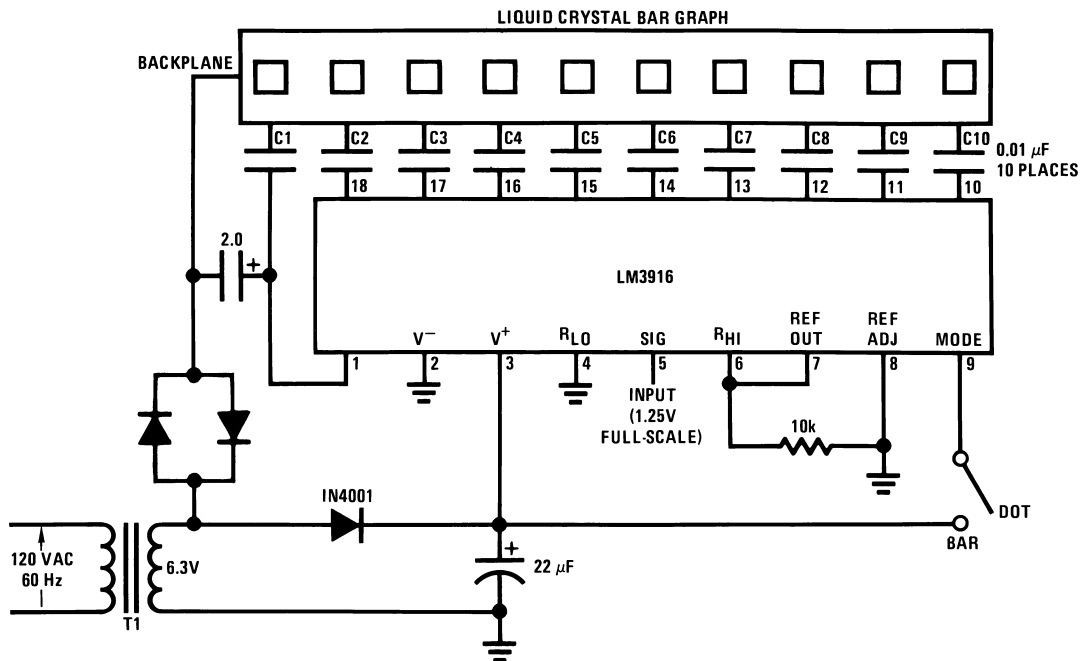 LIQUID CRYSTAL BAR GRAPH
BACKPLANE
C1 C2 C3 C4 C5 C6 C7 C8 C9 C10
0.01 μF
10 PLACES
18 17 16 15 14 13 12 11 10
2.0
+
LM3916
V− V+ RLO SIG RHI REF OUT REF ADJ MODE
1 2 3 4 5 6 7 8 9
INPUT
(1.25V
FULL-SCALE)
10k
DOT
BAR
IN4001
+
22 μF
120 VAC
60 Hz
6.3V
T1